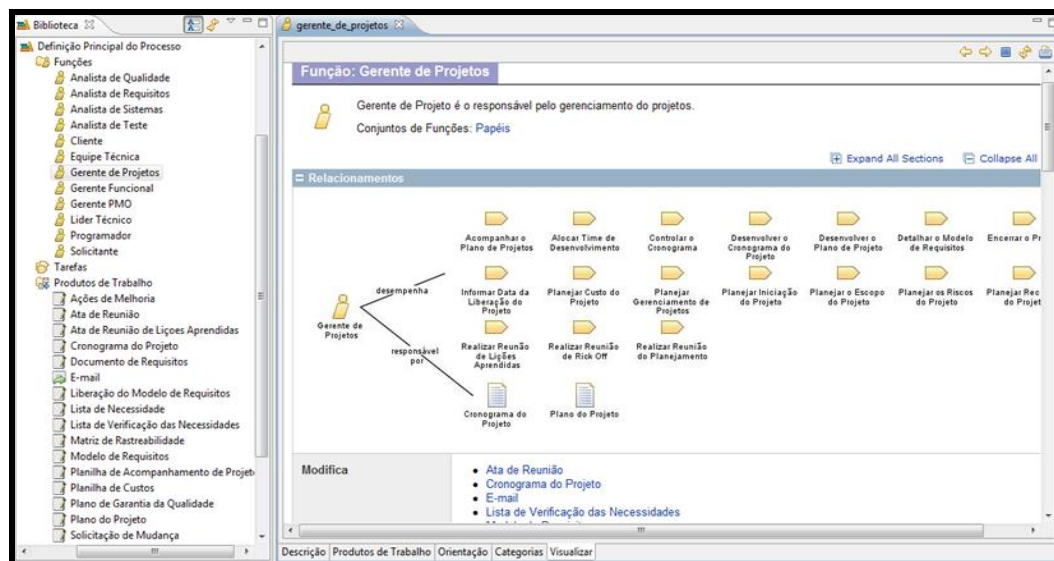 Biblioteca
Definição Principal do Processo
Funções
Analista de Qualidade
Analista de Requisitos
Analista de Sistemas
Analista de Teste
Cliente
Equipe Técnica
Gerente de Projetos
Gerente Funcional
Gerente PMO
Lider Técnico
Programador
Solicitante
Tarefas
Produtos de Trabalho
Ações de Melhoria
Ata de Reunião
Ata de Reunião de Liçoes Aprendidas
Cronograma do Projeto
Documento de Requisitos
E-mail
Liberação do Modelo de Requisitos
Lista de Necessidade
Lista de Verificação das Necessidades
Matriz de Rastreabilidade
Modelo de Requisitos
Planilha de Acompanhamento de Projet
Planilha de Custos
Plano de Garantia da Qualidade
Plano do Projeto
Solicitação de Mudança
gerente_de_projetos
Função: Gerente de Projetos
Gerente de Projeto é o responsável pelo gerenciamento do projetos.
Conjuntos de Funções: Papéis
Expand All Sections Collapse All
Relacionamentos
Gerente de
Projetos
desempenha
responsável
por
Acompanhar o
Plano de Projetos
Alocar Time de
Desenvolvimento
Controlar o
Cronograma
Desenvolver o
Cronograma do
Projeto
Desenvolver o
Plano de Projeto
Detalhar o Modelo
de Requisitos
Encerrar o Pr
Informar Data da
Liberação do
Projeto
Planejar Custo do
Projeto
Planejar
Gerenciamento de
Projetos
Planejar Iniciação
do Projeto
Planejar o Escopo
do Projeto
Planejar os Riscos
do Projeto
Planejar Rec
do Projet
Realizar Reunão
de Lições
Aprendidas
Realizar Reunião
de Rick Off
Realizar Reunião
do Planejamento
Cronograma do
Projeto
Plano do Projeto
Modifica
Ata de Reunião
Cronograma do Projeto
E-mail
Lista de Verificação das Necessidades
Descrição Produtos de Trabalho Orientação Categorias Visualizar